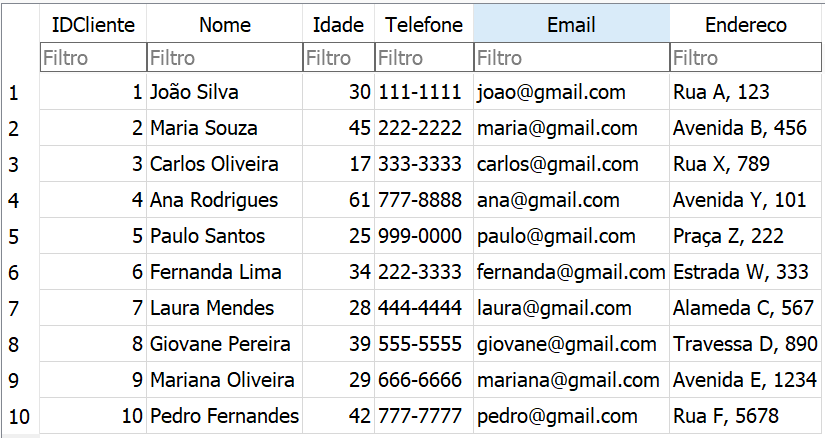 IDCliente Nome Idade Telefone Email Endereco
Filtro Filtro Filtro Filtro Filtro Filtro
1 1 João Silva 30 111-1111 joao@gmail.com Rua A, 123
2 2 Maria Souza 45 222-2222 maria@gmail.com Avenida B, 456
3 3 Carlos Oliveira 17 333-3333 carlos@gmail.com Rua X, 789
4 4 Ana Rodrigues 61 777-8888 ana@gmail.com Avenida Y, 101
5 5 Paulo Santos 25 999-0000 paulo@gmail.com Praça Z, 222
6 6 Fernanda Lima 34 222-3333 fernanda@gmail.com Estrada W, 333
7 7 Laura Mendes 28 444-4444 laura@gmail.com Alameda C, 567
8 8 Giovane Pereira 39 555-5555 giovane@gmail.com Travessa D, 890
9 9 Mariana Oliveira 29 666-6666 mariana@gmail.com Avenida E, 1234
10 10 Pedro Fernandes 42 777-7777 pedro@gmail.com Rua F, 5678